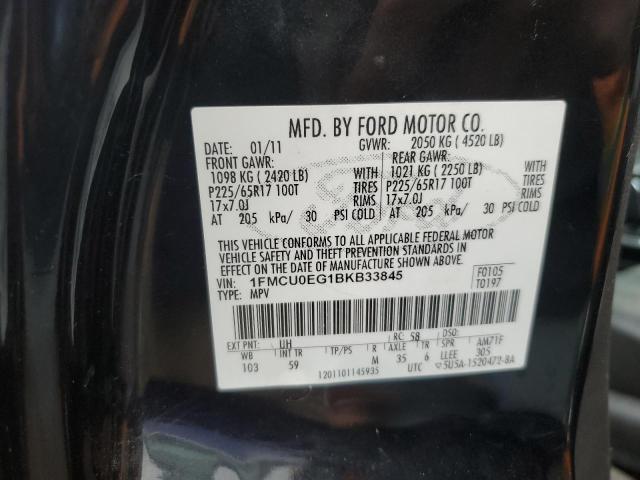 MFD. BY FORD MOTOR CO.
DATE: 01/11 GVWR: 2050 KG ( 4520 LB)
FRONT GAWR: REAR GAWR:
1098 KG ( 2420 LB) WITH 1021 KG ( 2250 LB) WITH
P225/65R17 100T TIRES P225/65R17 100T TIRES
17x7.0J RIMS 17x7.0J RIMS
AT 205 kPa/ 30 PSI COLD AT 205 kPa/ 30 PSI COLD
THIS VEHICLE CONFORMS TO ALL APPLICABLE FEDERAL MOTOR
VEHICLE SAFETY AND THEFT PREVENTION STANDARDS IN EFFECT
ON THE DATE OF MANUFACTURE SHOWN ABOVE.
VIN: 1FMCU0EG1BKB33845 F0105
TYPE: MPV T0197
EXT PNT: UH RC: 58 DSO:
WB INT TR TP/PS R AXLE TR SPR AM71F
103 59 M 35 6 LLEE 305
1201101145935 UTC 5U5A-1520472-BA
Ford